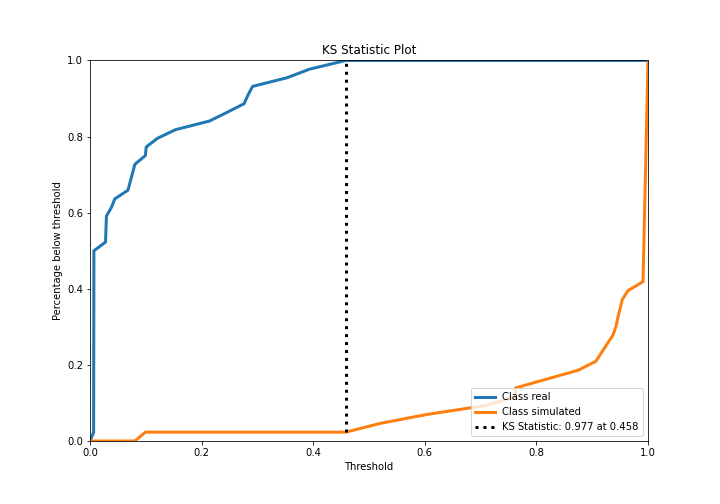 KS Statistic Plot
Percentage below threshold
1.0
0.8
0.6
0.4
0.2
0.0
0.0 0.2 0.4 0.6 0.8 1.0
Threshold
Class real
Class simulated
KS Statistic: 0.977 at 0.458